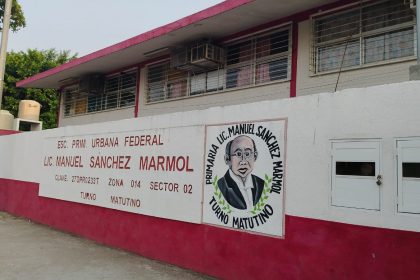 ESC. PRIM. URBANA FEDERAL
LIC. MANUEL SANCHEZ MARMOL
CLAVE. 27DPR0233T ZONA 014 SECTOR 02
TURNO MATUTINO
PRIMARIA LIC. MANUEL SANCHEZ MARMOL
TURNO MATUTINO